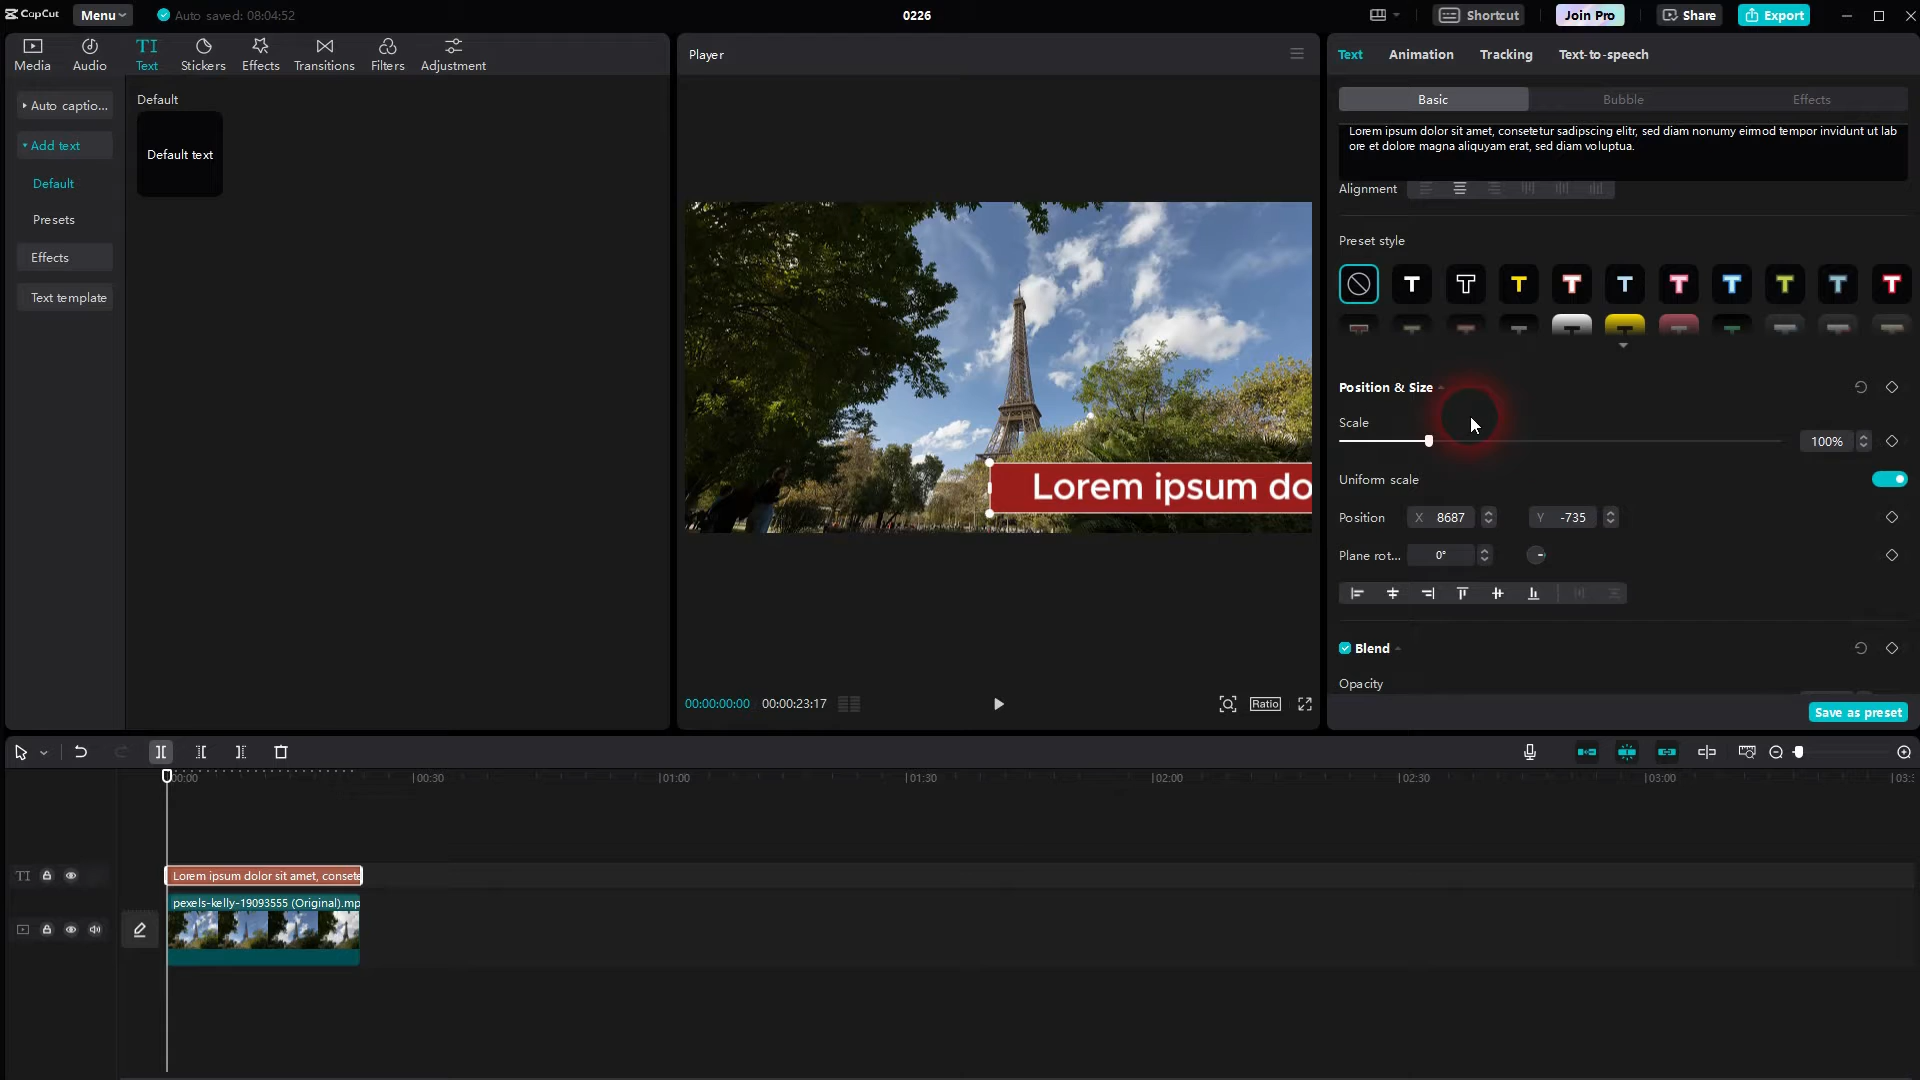 CapCut
Menu
Auto saved: 08:04:52
0226
Shortcut
Join Pro
Share
Export
Media
Audio
TI
Text
Stickers
Effects
Transitions
Filters
Adjustment
Auto captio...
Add text
Default
Presets
Effects
Text template
Default
Default text
Player
Lorem ipsum do
00:00:00:00
00:00:23:17
Ratio
Text
Animation
Tracking
Text-to-speech
Basic
Bubble
Effects
Lorem ipsum dolor sit amet, consetetur sadipscing elitr, sed diam nonumy eirmod tempor invidunt ut lab
ore et dolore magna aliquyam erat, sed diam voluptua.
Alignment
Preset style
T T T T T T T T T T T
Position & Size
Scale
100%
Uniform scale
Position
X 8687
Y -735
Plane rot...
0°
Blend
Opacity
Save as preset
00:00
00:30
01:00
01:30
02:00
02:30
03:00
03:3
TI
Lorem ipsum dolor sit amet, consete
pexels-kelly-19093555 (Original).mp